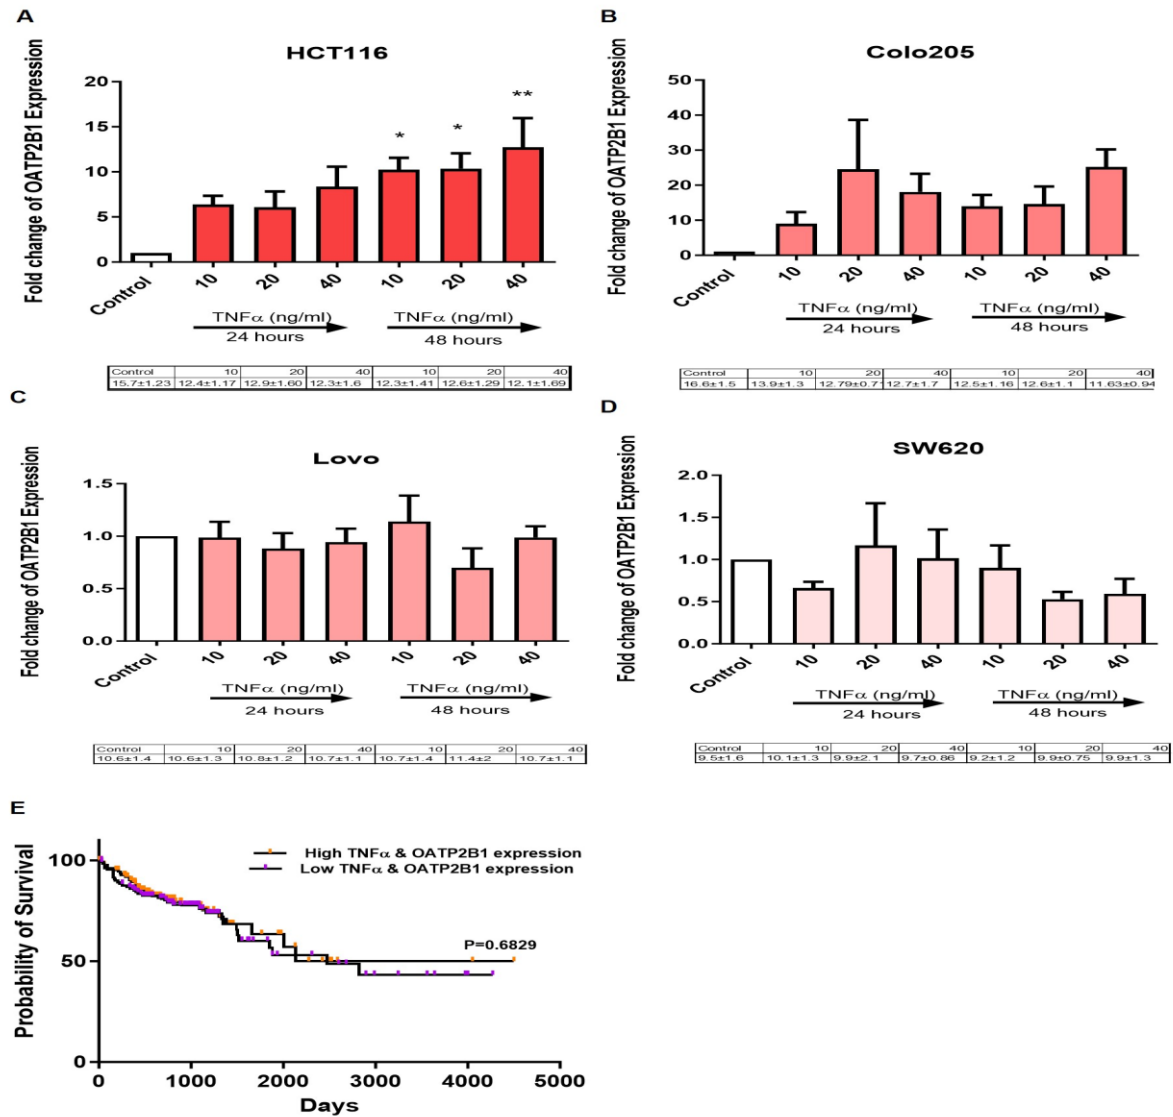 A
HCT116
Fold change of OATP2B1 Expression
20
15
10
5
0
*
*
**
Control
10
20
40
10
20
40
TNFα (ng/ml)
24 hours
TNFα (ng/ml)
48 hours
Control 10 20 40 10 20 40
15.7±1.23 12.4±1.17 12.9±1.60 12.3±1.6 12.3±1.41 12.6±1.29 12.1±1.69
B
Colo205
Fold change of OATP2B1 Expression
50
40
30
20
10
0
Control
10
20
40
10
20
40
TNFα (ng/ml)
24 hours
TNFα (ng/ml)
48 hours
Control 10 20 40 10 20 40
16.6±1.5 13.9±1.3 12.79±0.71 12.7±1.7 12.5±1.16 12.6±1.1 11.63±0.94
C
Lovo
Fold change of OATP2B1 Expression
1.5
1.0
0.5
0.0
Control
10
20
40
10
20
40
TNFα (ng/ml)
24 hours
TNFα (ng/ml)
48 hours
Control 10 20 40 10 20 40
10.6±1.4 10.6±1.3 10.8±1.2 10.7±1.1 10.7±1.4 11.4±2 10.7±1.1
D
SW620
Fold change of OATP2B1 Expression
2.0
1.5
1.0
0.5
0.0
Control
10
20
40
10
20
40
TNFα (ng/ml)
24 hours
TNFα (ng/ml)
48 hours
Control 10 20 40 10 20 40
9.5±1.6 10.1±1.3 9.9±2.1 9.7±0.86 9.2±1.2 9.9±0.75 9.9±1.3
E
Probability of Survival
100
50
0
High TNFα & OATP2B1 expression
Low TNFα & OATP2B1 expression
P=0.6829
0 1000 2000 3000 4000 5000
Days